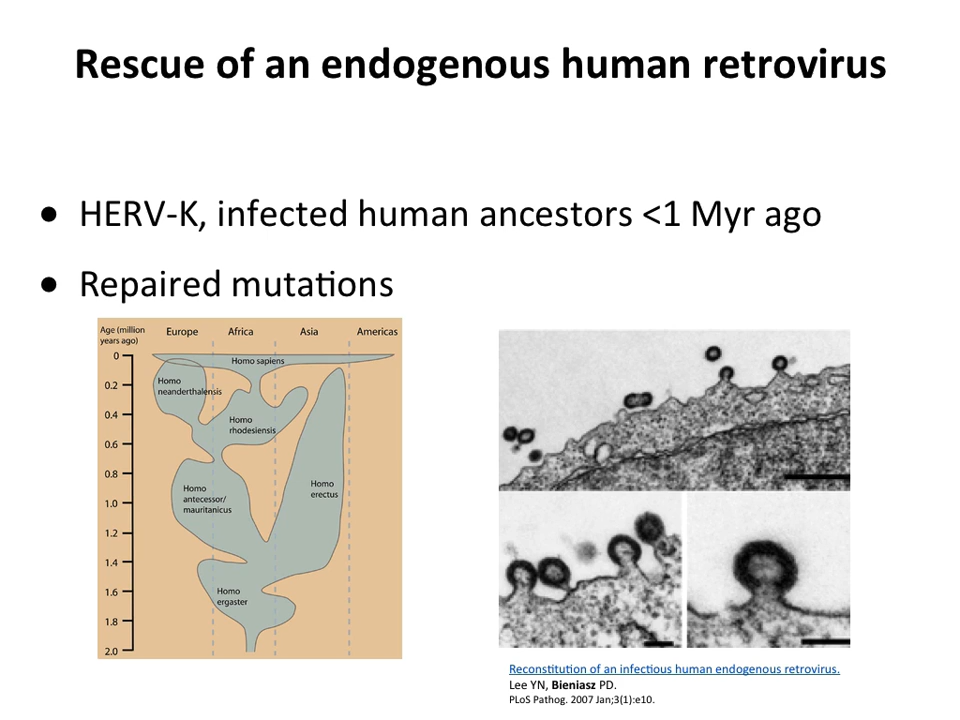 Rescue of an endogenous human retrovirus
• HERV-K, infected human ancestors <1 Myr ago
• Repaired mutations
Age (million
years ago)
Europe
Africa
Asia
Americas
0
0.2
0.4
0.6
0.8
1.0
1.2
1.4
1.6
1.8
2.0
Homo sapiens
Homo
neanderthalensis
Homo
rhodesiensis
Homo
antecessor/
mauritanicus
Homo
erectus
Homo
ergaster
Reconstitution of an infectious human endogenous retrovirus.
Lee YN, Bieniasz PD.
PLoS Pathog. 2007 Jan;3(1):e10.